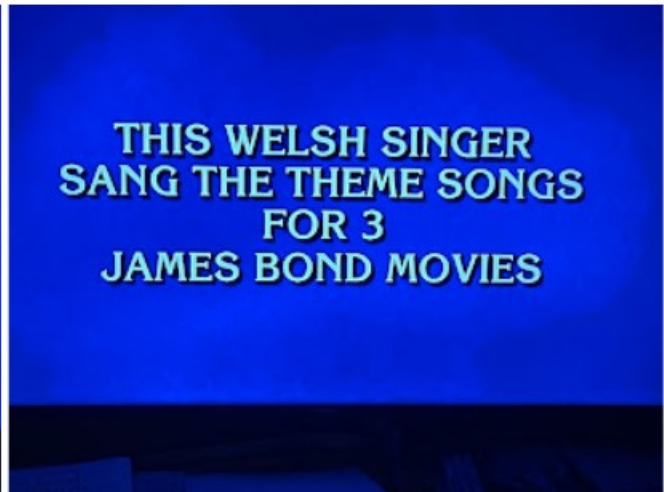 THIS WELSH SINGER
SANG THE THEME SONGS
FOR 3
JAMES BOND MOVIES